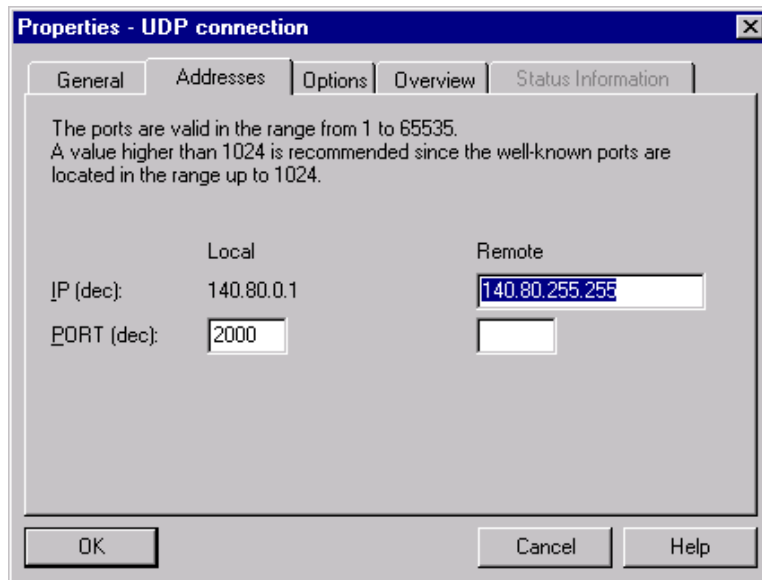 Properties - UDP connection
General Addresses Options Overview Status Information
The ports are valid in the range from 1 to 65535.
A value higher than 1024 is recommended since the well-known ports are
located in the range up to 1024.
Local Remote
IP (dec): 140.80.0.1 140.80.255.255
PORT (dec): 2000
OK Cancel Help